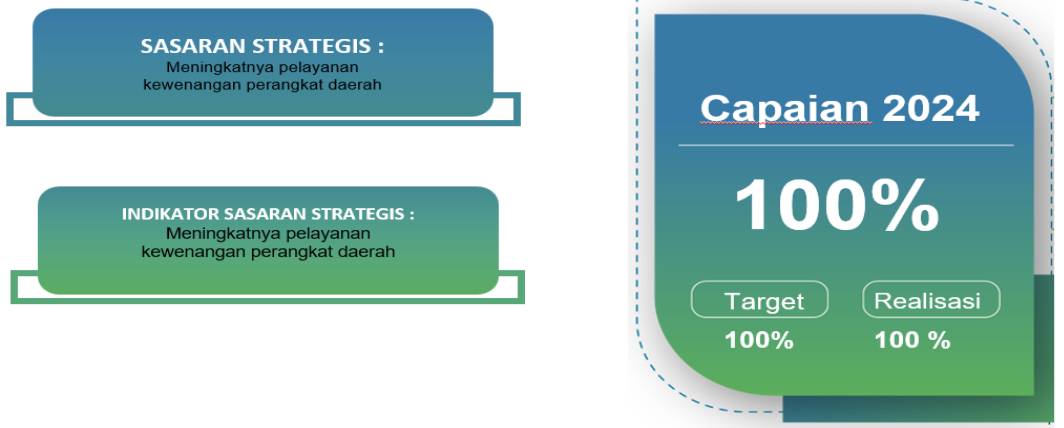 SASARAN STRATEGIS :
Meningkatnya pelayanan
kewenangan perangkat daerah
INDIKATOR SASARAN STRATEGIS :
Meningkatnya pelayanan
kewenangan perangkat daerah
Capaian 2024
100%
Target Realisasi
100% 100 %